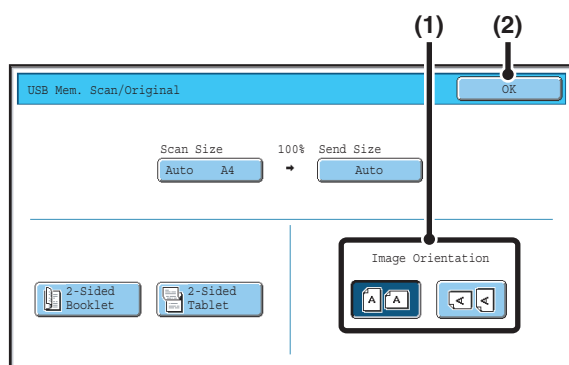 (1) (2)
USB Mem. Scan/Original OK
Scan Size 100% Send Size
Auto A4 → Auto
Image Orientation
2-Sided
Booklet
2-Sided
Tablet
A A A A